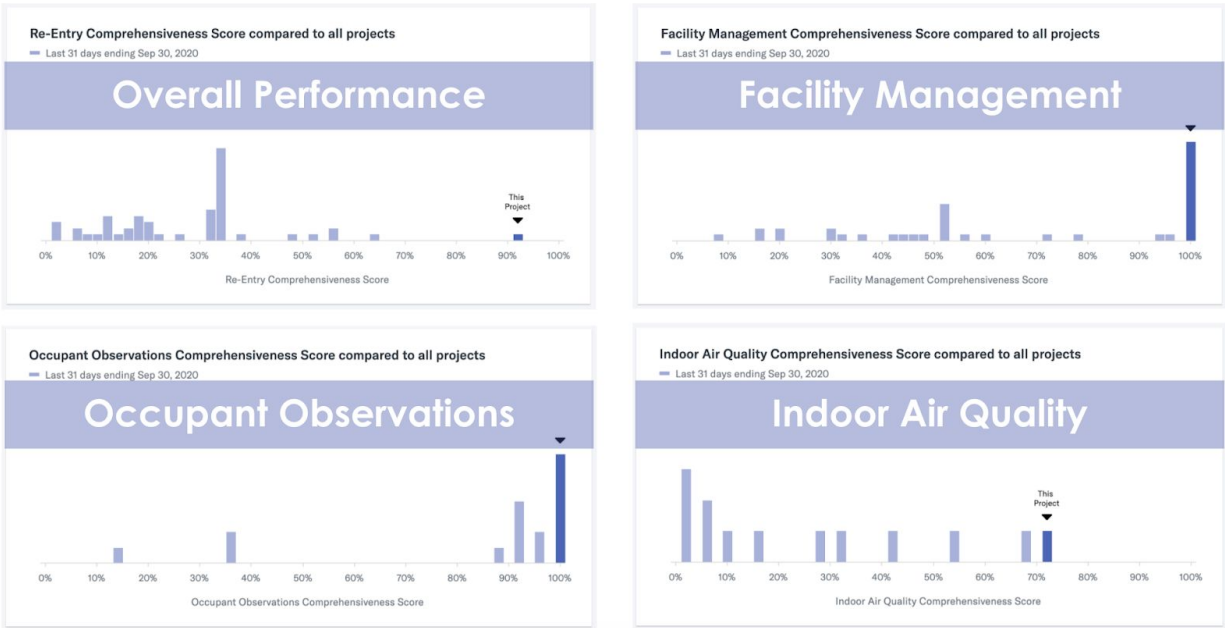 Re-Entry Comprehensiveness Score compared to all projects
Last 31 days ending Sep 30, 2020
Overall Performance
This
Project
0% 10% 20% 30% 40% 50% 60% 70% 80% 90% 100%
Re-Entry Comprehensiveness Score
Facility Management Comprehensiveness Score compared to all projects
Last 31 days ending Sep 30, 2020
Facility Management
0% 10% 20% 30% 40% 50% 60% 70% 80% 90% 100%
Facility Management Comprehensiveness Score
Occupant Observations Comprehensiveness Score compared to all projects
Last 31 days ending Sep 30, 2020
Occupant Observations
0% 10% 20% 30% 40% 50% 60% 70% 80% 90% 100%
Occupant Observations Comprehensiveness Score
Indoor Air Quality Comprehensiveness Score compared to all projects
Last 31 days ending Sep 30, 2020
Indoor Air Quality
This
Project
0% 10% 20% 30% 40% 50% 60% 70% 80% 90% 100%
Indoor Air Quality Comprehensiveness Score